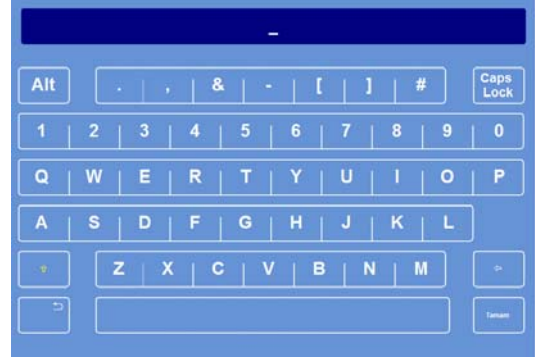 _
Alt . , & - [ ] # Caps Lock
1 2 3 4 5 6 7 8 9 0
Q W E R T Y U I O P
A S D F G H J K L
⇧ Z X C V B N M ⇦
Tamam